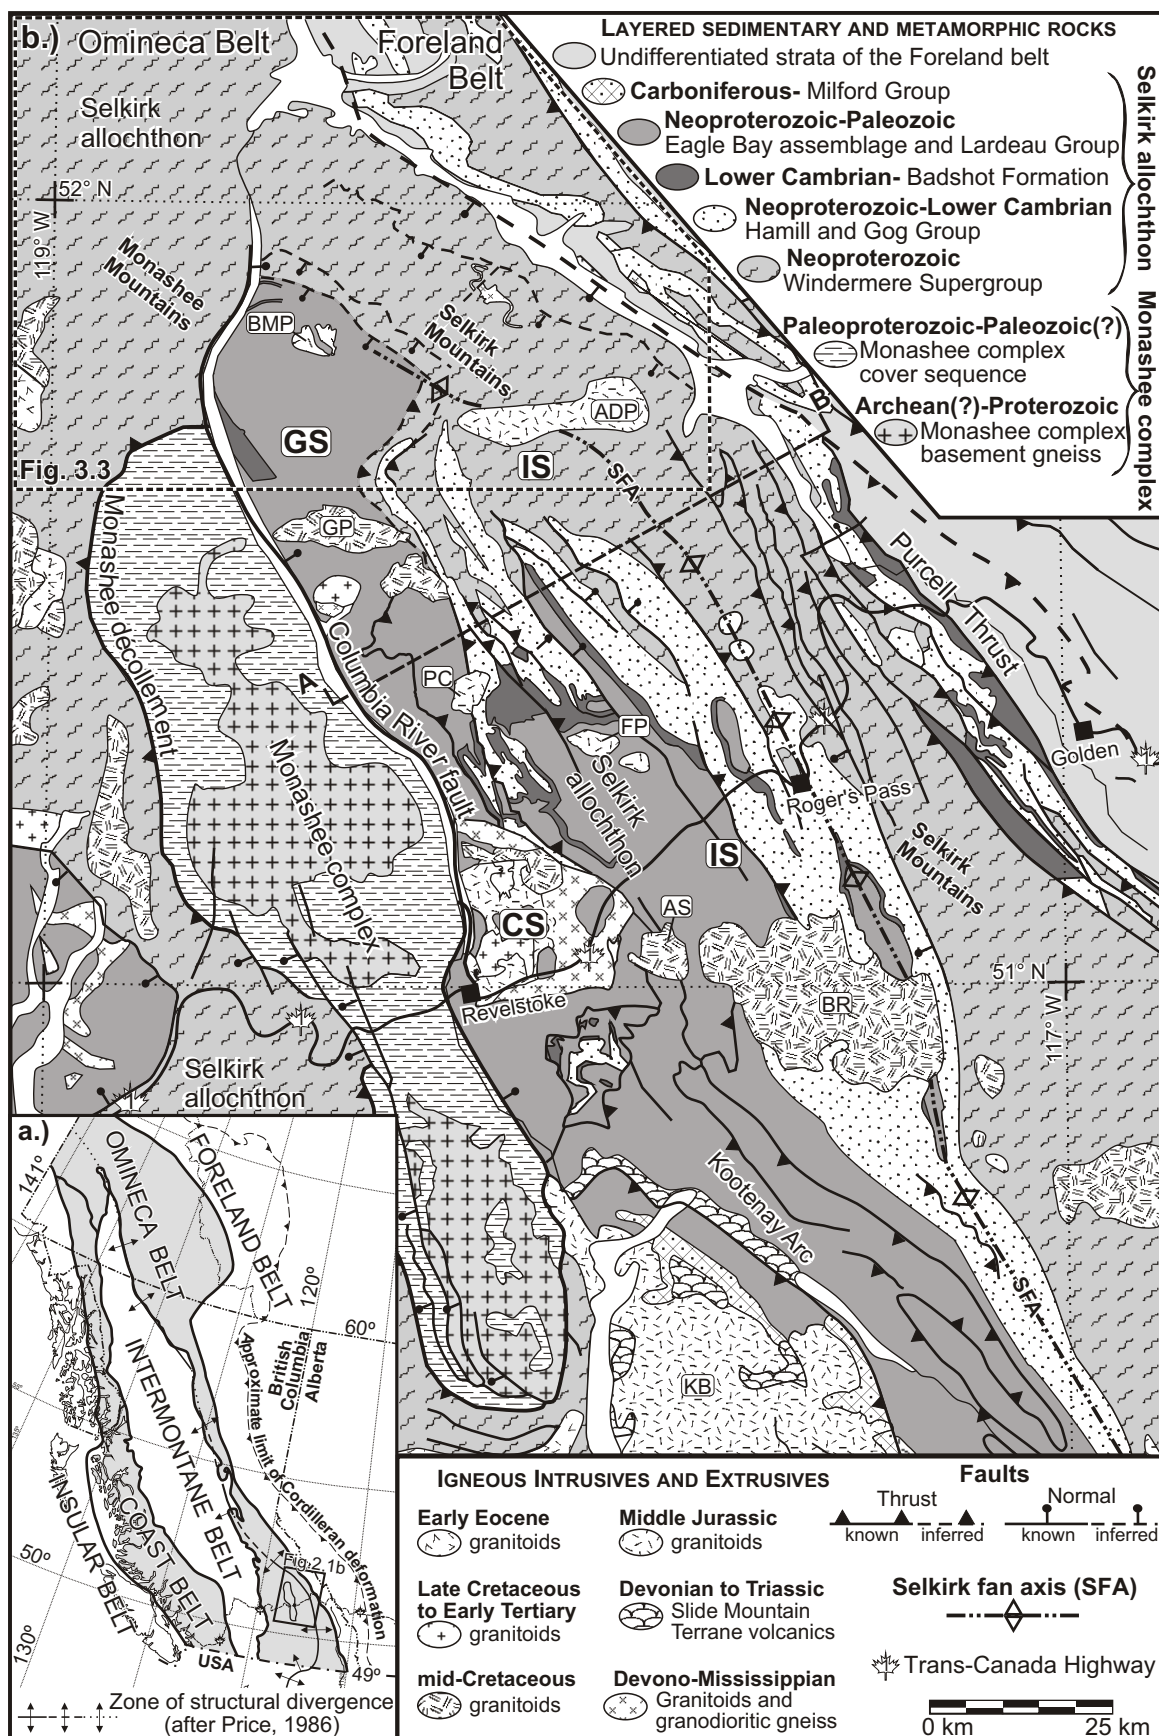 b.)
Omineca Belt
Foreland
Belt
Selkirk
allochthon
52° N
119° W
Monashee
Mountains
BMP
Selkirk
Mountains
ADP
GS
IS
SFA
Fig. 3.3
B
LAYERED SEDIMENTARY AND METAMORPHIC ROCKS
Undifferentiated strata of the Foreland belt
Carboniferous- Milford Group
Neoproterozoic-Paleozoic
Eagle Bay assemblage and Lardeau Group
Lower Cambrian- Badshot Formation
Neoproterozoic-Lower Cambrian
Hamill and Gog Group
Neoproterozoic
Windermere Supergroup
Selkirk allochthon
Paleoproterozoic-Paleozoic(?)
Monashee complex
cover sequence
Archean(?)-Proterozoic
Monashee complex
basement gneiss
Monashee complex
Monashee décollement
GP
Columbia River fault
A
PC
Purcell Thrust
Golden
FP
Selkirk
allochthon
Roger's Pass
Monashee complex
IS
Selkirk
Mountains
CS
AS
BR
51° N
117° W
Revelstoke
Selkirk
allochthon
Kootenay Arc
SFA
KB
a.)
141°
OMINECA BELT
FORELAND BELT
120°
60º
INTERMONTANE BELT
British
Columbia
Alberta
Approximate limit of Cordilleran deformation
INSULAR BELT
COAST BELT
50º
130º
Fig.2.1b
USA
49º
Zone of structural divergence
(after Price, 1986)
IGNEOUS INTRUSIVES AND EXTRUSIVES
Early Eocene
granitoids
Late Cretaceous
to Early Tertiary
granitoids
mid-Cretaceous
granitoids
Middle Jurassic
granitoids
Devonian to Triassic
Slide Mountain
Terrane volcanics
Devono-Mississippian
Granitoids and
granodioritic gneiss
Faults
Thrust
known inferred
Normal
known inferred
Selkirk fan axis (SFA)
Trans-Canada Highway
0 km 25 km